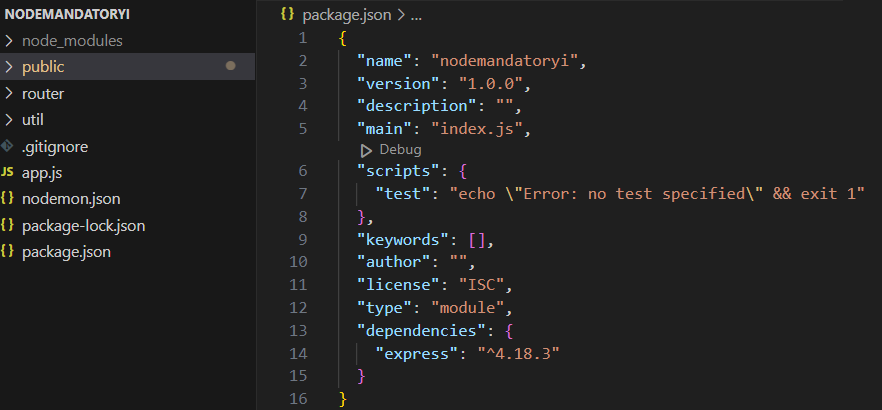 NODEMANDATORYI
node_modules
public
router
util
.gitignore
JS app.js
{} nodemon.json
{} package-lock.json
{} package.json
{} package.json > ...
1 {
2 "name": "nodemandatoryi",
3 "version": "1.0.0",
4 "description": "",
5 "main": "index.js",
Debug
6 "scripts": {
7 "test": "echo \"Error: no test specified\" && exit 1"
8 },
9 "keywords": [],
10 "author": "",
11 "license": "ISC",
12 "type": "module",
13 "dependencies": {
14 "express": "^4.18.3"
15 }
16 }